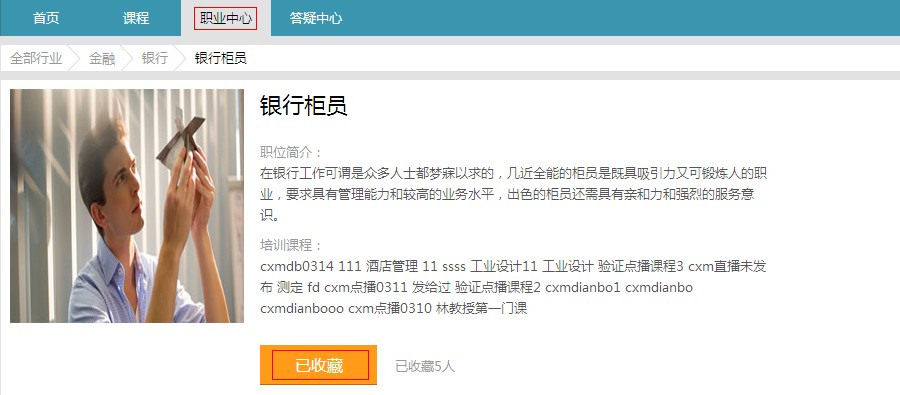 首页 课程 职业中心 答疑中心
全部行业 金融 银行 银行柜员
银行柜员
职位简介：
在银行工作可谓是众多人士都梦寐以求的，几近全能的柜员是既具吸引力又可锻炼人的职
业，要求具有管理能力和较高的业务水平，出色的柜员还需具有亲和力和强烈的服务意
识。
培训课程：
cxmdb0314 111 酒店管理 11 ssss 工业设计11 工业设计 验证点播课程3 cxm直播未发
布 测定 fd cxm点播0311 发给过 验证点播课程2 cxmdianbo1 cxmdianbo
cxmdianbooo cxm点播0310 林教授第一门课
已收藏 已收藏5人